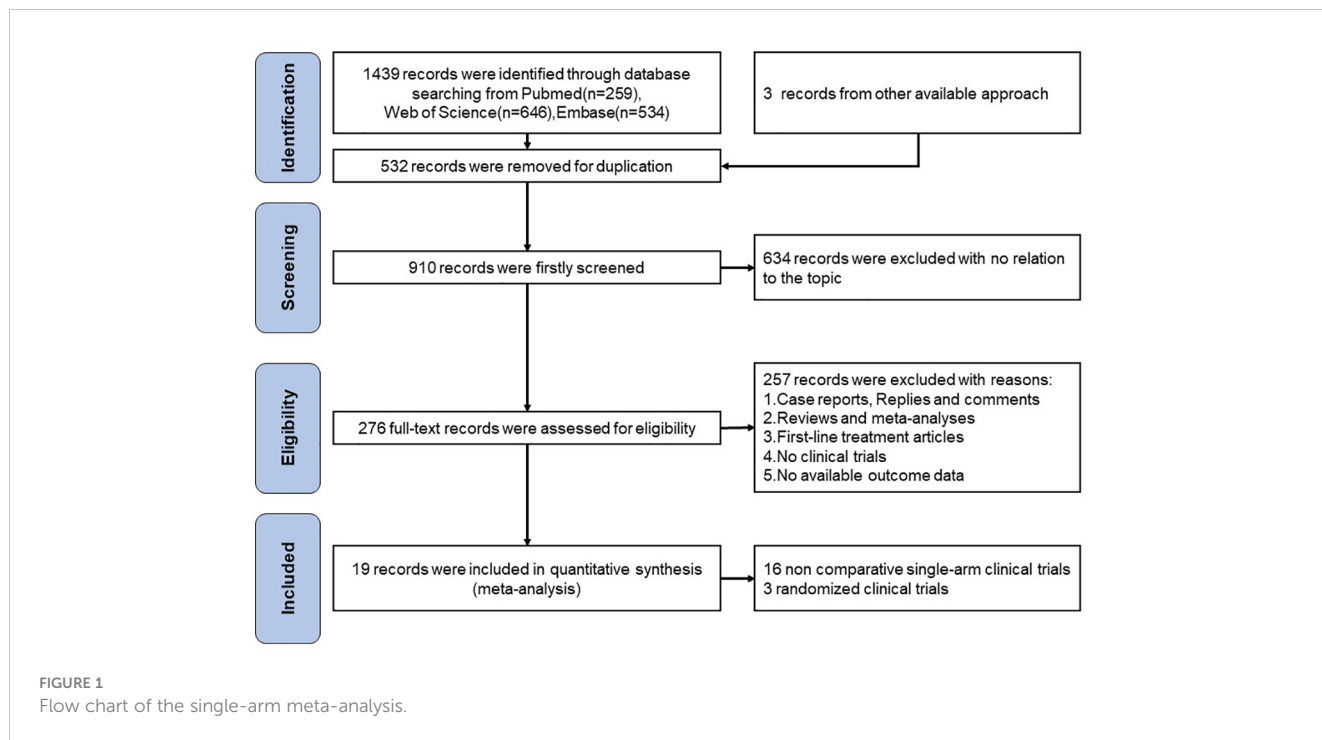 Identification
1439 records were identified through database
searching from Pubmed(n=259),
Web of Science(n=646),Embase(n=534)
3 records from other available approach
532 records were removed for duplication
Screening
910 records were firstly screened
634 records were excluded with no relation
to the topic
Eligibility
276 full-text records were assessed for eligibility
257 records were excluded with reasons:
1.Case reports, Replies and comments
2.Reviews and meta-analyses
3.First-line treatment articles
4.No clinical trials
5.No available outcome data
Included
19 records were included in quantitative synthesis
(meta-analysis)
16 non comparative single-arm clinical trials
3 randomized clinical trials
FIGURE 1
Flow chart of the single-arm meta-analysis.